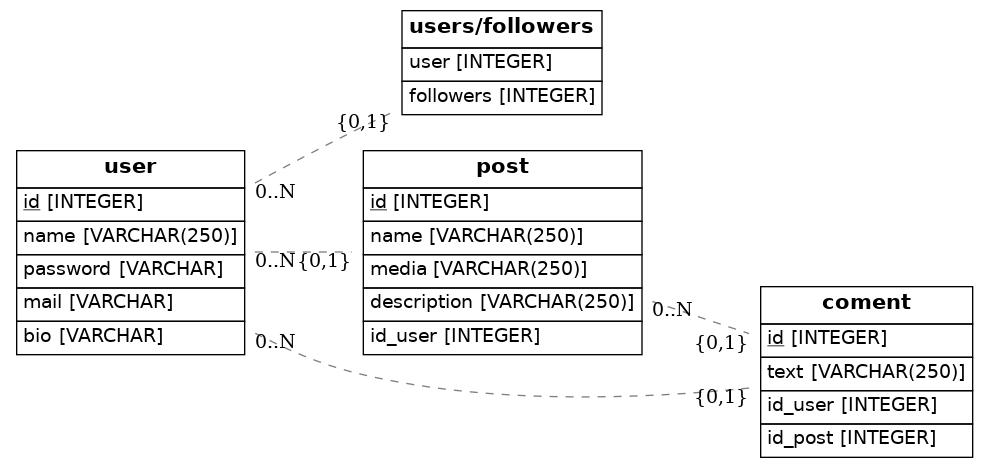 users/followers
user [INTEGER]
followers [INTEGER]
{0,1}
0..N
user
id [INTEGER]
name [VARCHAR(250)]
password [VARCHAR]
mail [VARCHAR]
bio [VARCHAR]
0..N
{0,1}
0..N
post
id [INTEGER]
name [VARCHAR(250)]
media [VARCHAR(250)]
description [VARCHAR(250)]
id_user [INTEGER]
0..N
{0,1}
{0,1}
coment
id [INTEGER]
text [VARCHAR(250)]
id_user [INTEGER]
id_post [INTEGER]